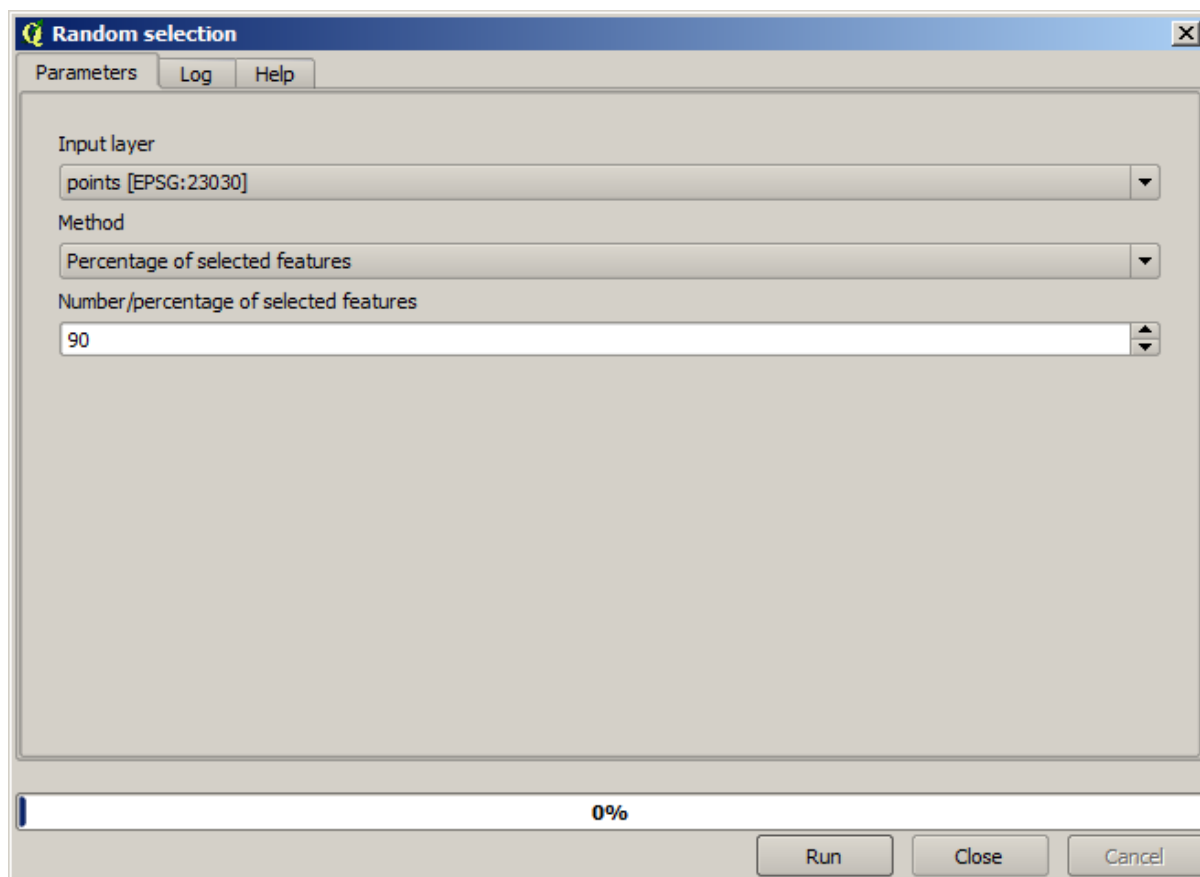 Random selection
Parameters Log Help
Input layer
points [EPSG:23030]
Method
Percentage of selected features
Number/percentage of selected features
90
0%
Run Close Cancel